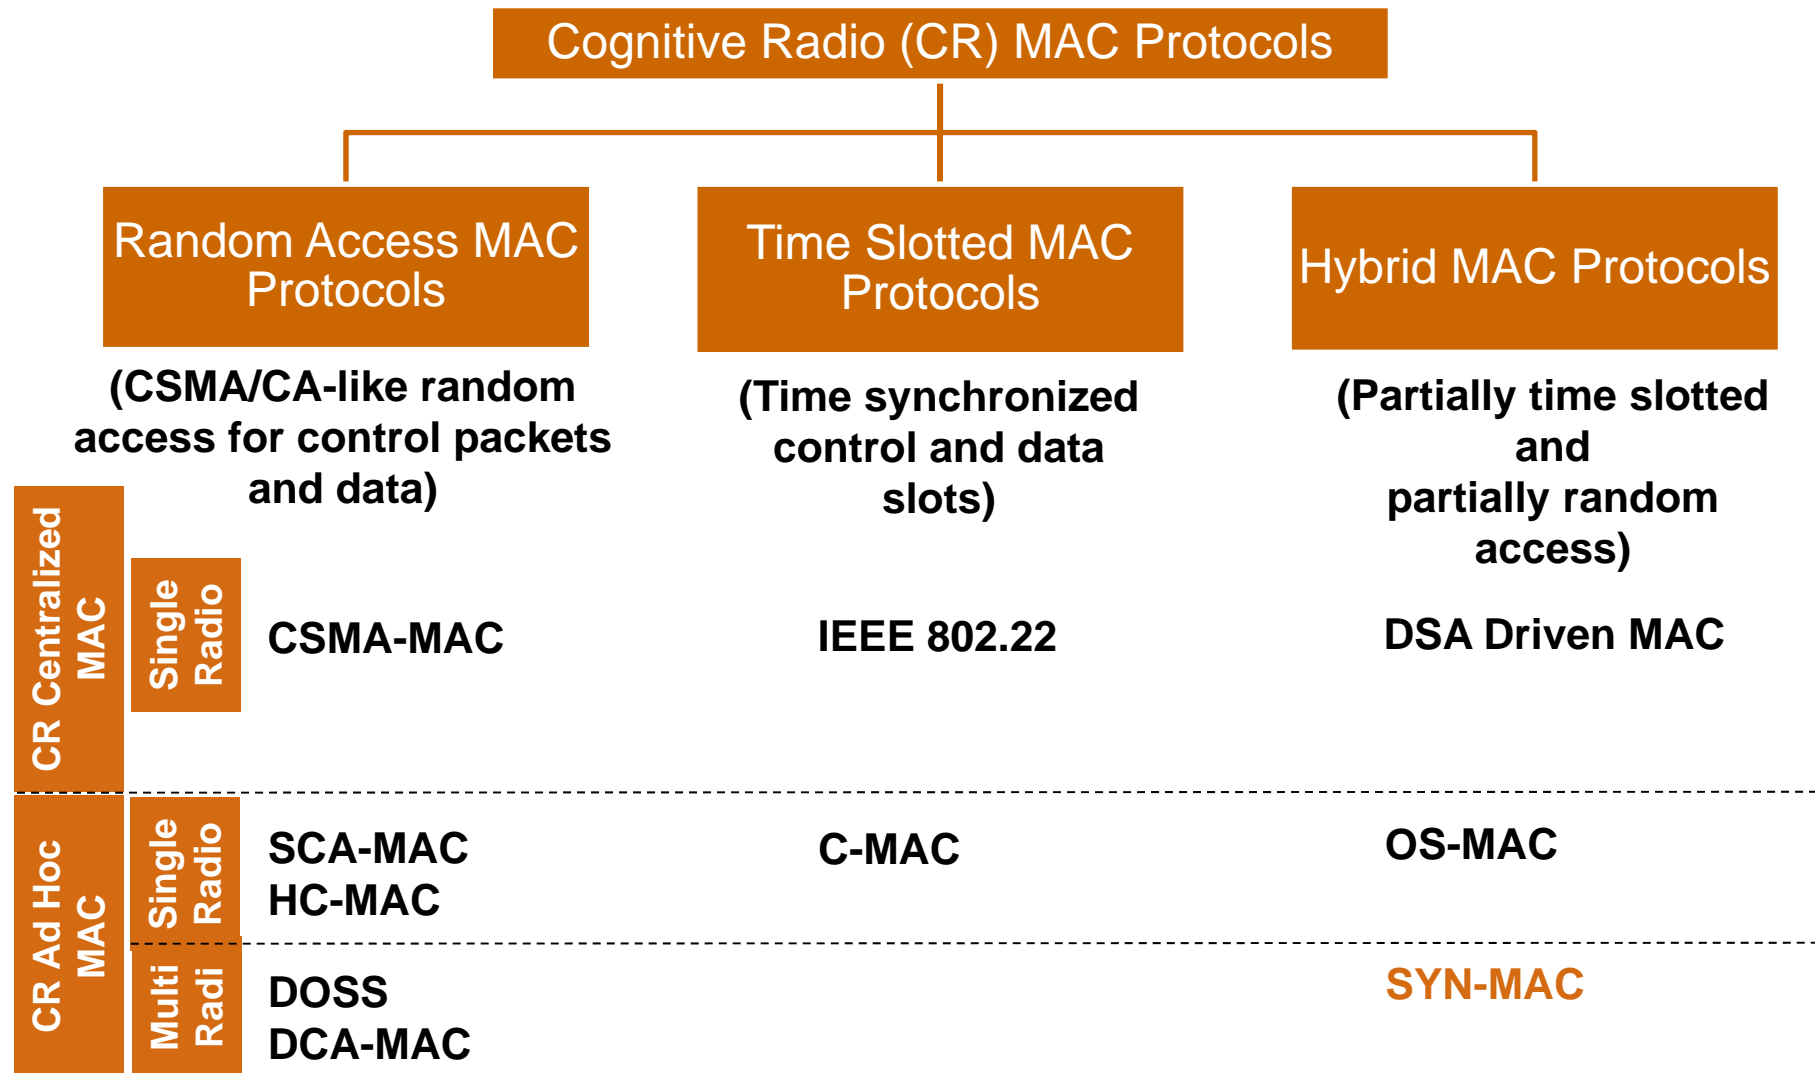 Cognitive Radio (CR) MAC Protocols
Random Access MAC
Protocols
Time Slotted MAC
Protocols
Hybrid MAC Protocols
(CSMA/CA-like random
access for control packets
and data)
(Time synchronized
control and data
slots)
(Partially time slotted
and
partially random
access)
CR Centralized
MAC
Single
Radio
CSMA-MAC
IEEE 802.22
DSA Driven MAC
CR Ad Hoc
MAC
Single
Radio
SCA-MAC
HC-MAC
C-MAC
OS-MAC
Multi
Radi
DOSS
DCA-MAC
SYN-MAC